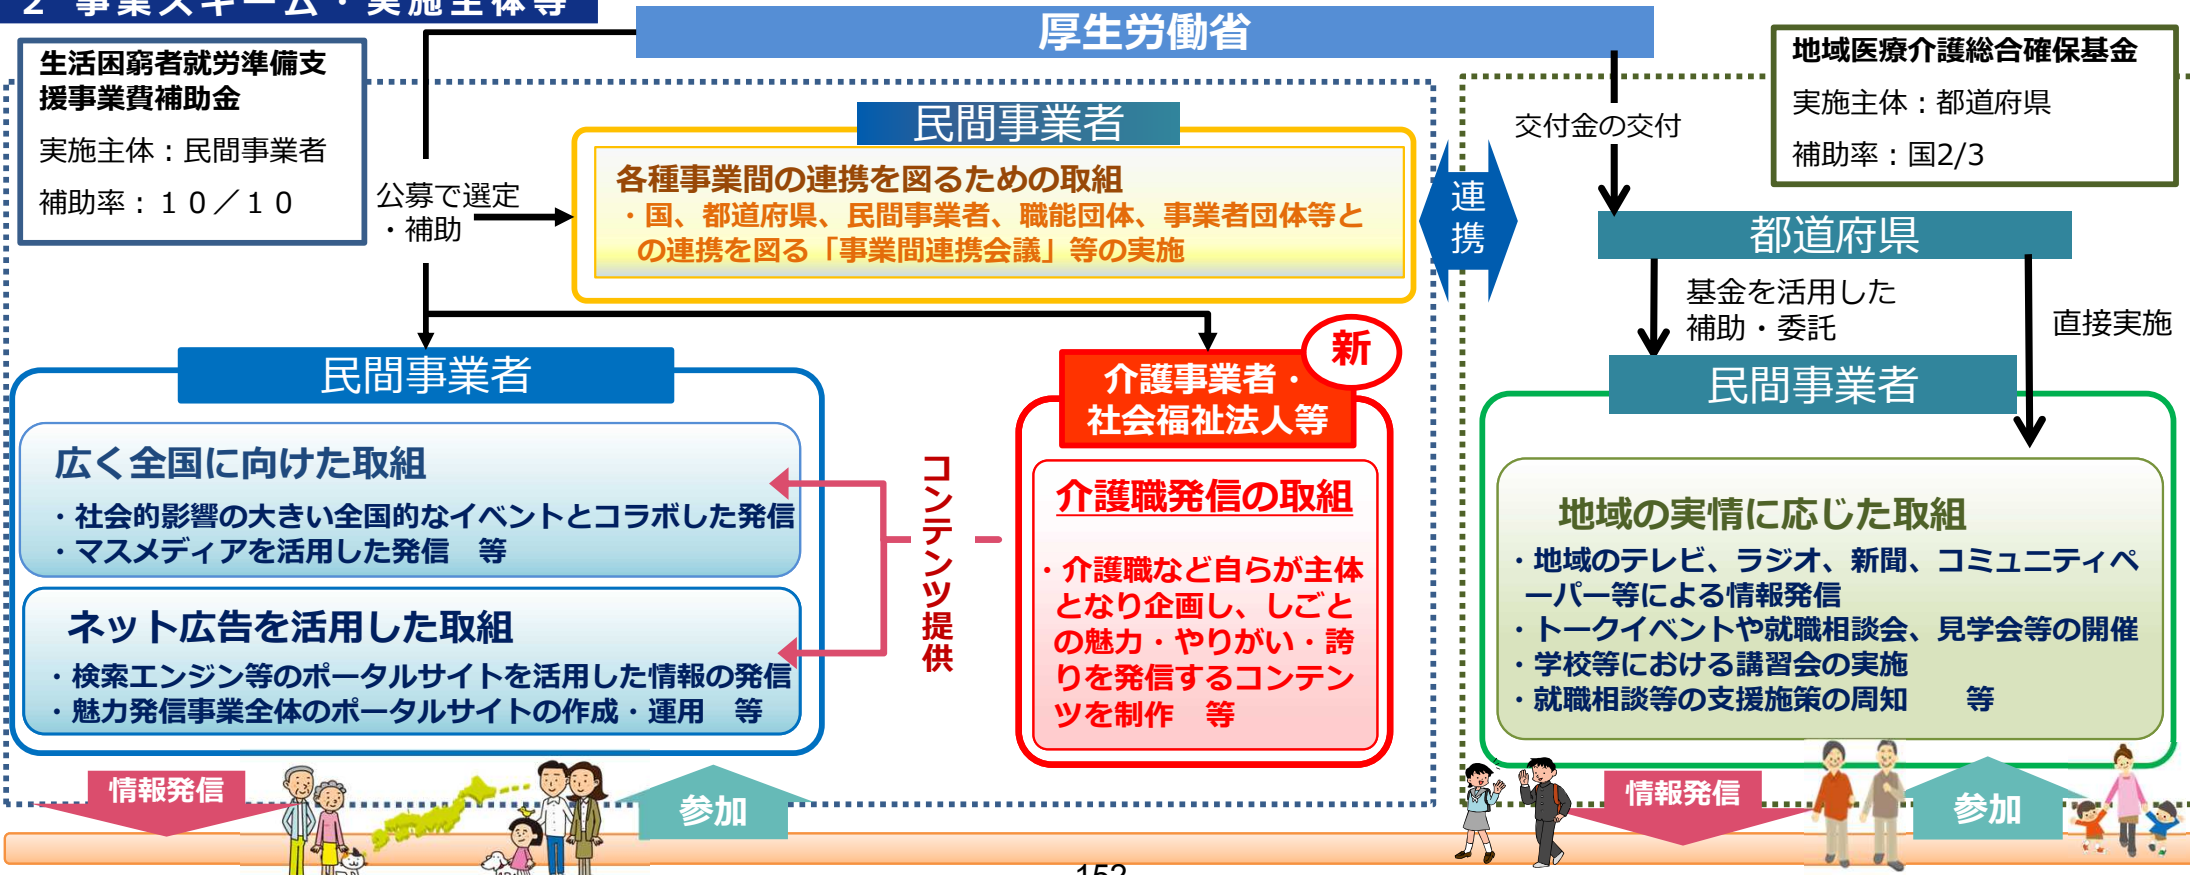 2 事業スキーム・実施主体等
厚生労働省
生活困窮者就労準備支
援事業費補助金
実施主体：民間事業者
補助率：１０／１０
公募で選定
・補助
民間事業者
各種事業間の連携を図るための取組
・国、都道府県、民間事業者、職能団体、事業者団体等と
の連携を図る「事業間連携会議」等の実施
連
携
交付金の交付
地域医療介護総合確保基金
実施主体：都道府県
補助率：国2/3
都道府県
基金を活用した
補助・委託
直接実施
民間事業者
広く全国に向けた取組
・社会的影響の大きい全国的なイベントとコラボした発信
・マスメディアを活用した発信　等
ネット広告を活用した取組
・検索エンジン等のポータルサイトを活用した情報の発信
・魅力発信事業全体のポータルサイトの作成・運用　等
コンテンツ提供
新
介護事業者・
社会福祉法人等
介護職発信の取組
・介護職など自らが主体
となり企画し、しごと
の魅力・やりがい・誇
りを発信するコンテン
ツを制作　等
民間事業者
地域の実情に応じた取組
・地域のテレビ、ラジオ、新聞、コミュニティペ
ーパー等による情報発信
・トークイベントや就職相談会、見学会等の開催
・学校等における講習会の実施
・就職相談等の支援施策の周知　　等
情報発信
参加
情報発信
参加
152